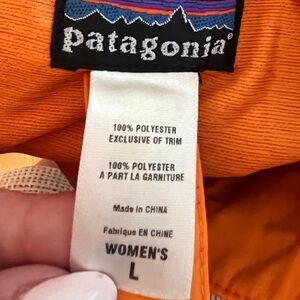 patagonia®
100% POLYESTER
EXCLUSIVE OF TRIM
100% POLYESTER
A PART LA GARNITURE
Made in CHINA
Fabriqué EN CHINE
WOMEN'S
L